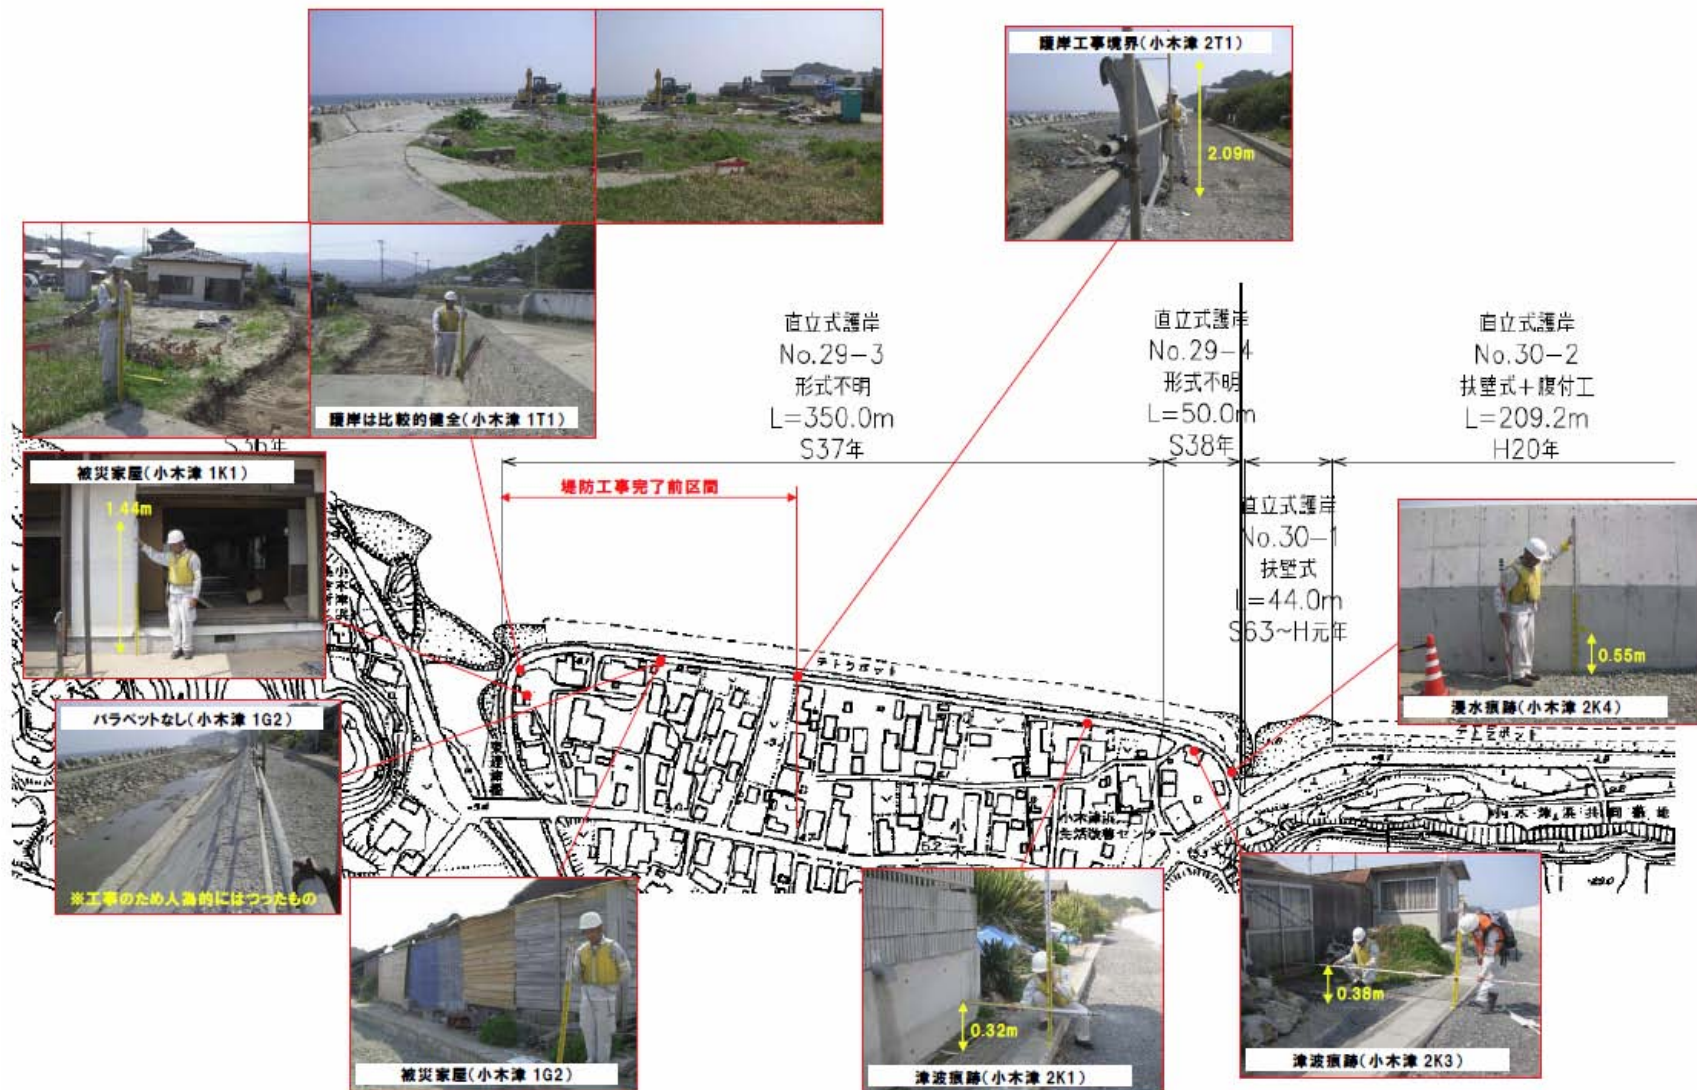 護岸工事境界(小木津 2T1)
2.09m
護岸は比較的健全(小木津 1T1)
直立式護岸
No.29-3
形式不明
L=350.0m
S37年
直立式護岸
No.29-4
形式不明
L=50.0m
S38年
直立式護岸
No.30-2
扶壁式+腹付工
L=209.2m
H20年
S36年
被災家屋(小木津 1K1)
1.44m
堤防工事完了前区間
直立式護岸
No.30-1
扶壁式
L=44.0m
S63~H元年
0.55m
浸水痕跡(小木津 2K4)
テトラポット
テトラポット
パラペットなし(小木津 1G2)
※工事のため人為的にはつったもの
東連津橋
小木津浜
生活改善センター
小木津浜共同墓地
被災家屋(小木津 1G2)
0.32m
津波痕跡(小木津 2K1)
0.38m
津波痕跡(小木津 2K3)